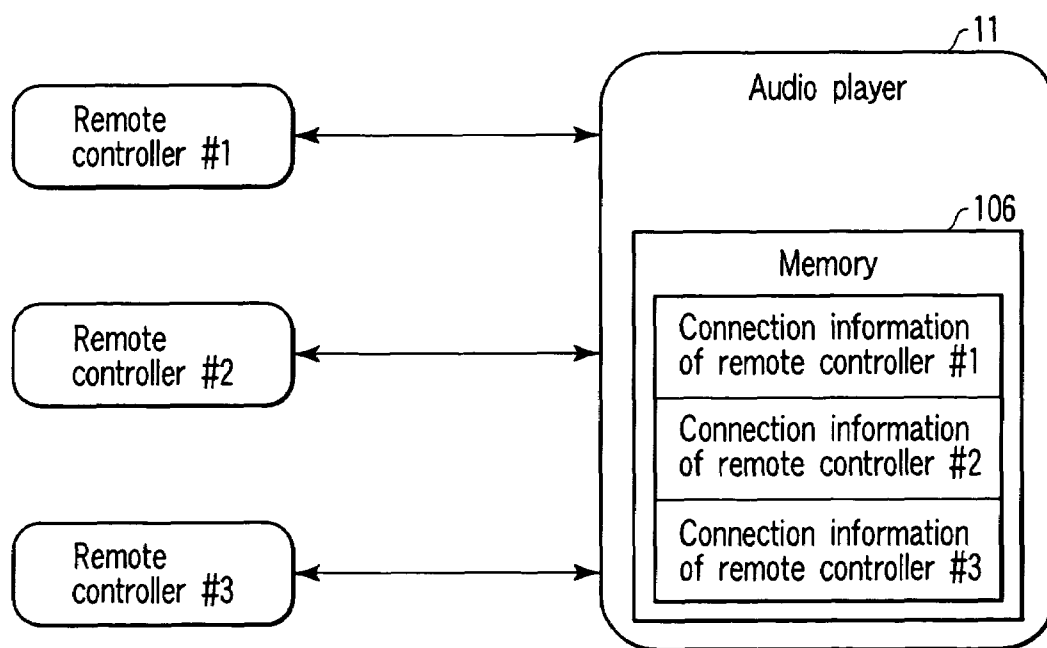 11
Audio player
Remote
controller #1
106
Memory
Connection information
of remote controller #1
Remote
controller #2
Connection information
of remote controller #2
Remote
controller #3
Connection information
of remote controller #3